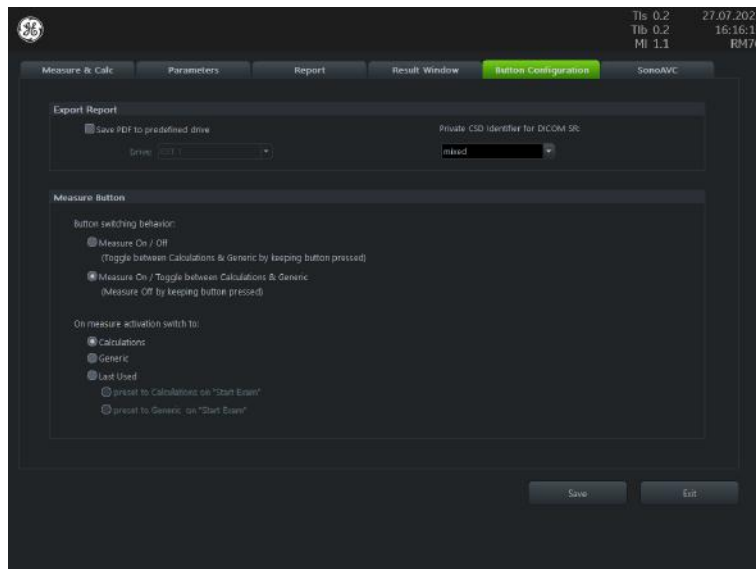 TIs 0.2
TIb 0.2
MI 1.1
27.07.202
16:16:1
RM7
Measure & Calc
Parameters
Report
Result Window
Button Configuration
SonoAVC
Export Report
Save PDF to predefined drive
Drive:
Private CSD Identifier for DICOM SR:
mixed
Measure Button
Button switching behavior:
Measure On / Off
(Toggle between Calculations & Generic by keeping button pressed)
Measure On / Toggle between Calculations & Generic
(Measure Off by keeping button pressed)
On measure activation switch to:
Calculations
Generic
Last Used
preset to Calculations on "Start Exam"
preset to Generic on "Start Exam"
Save
Exit